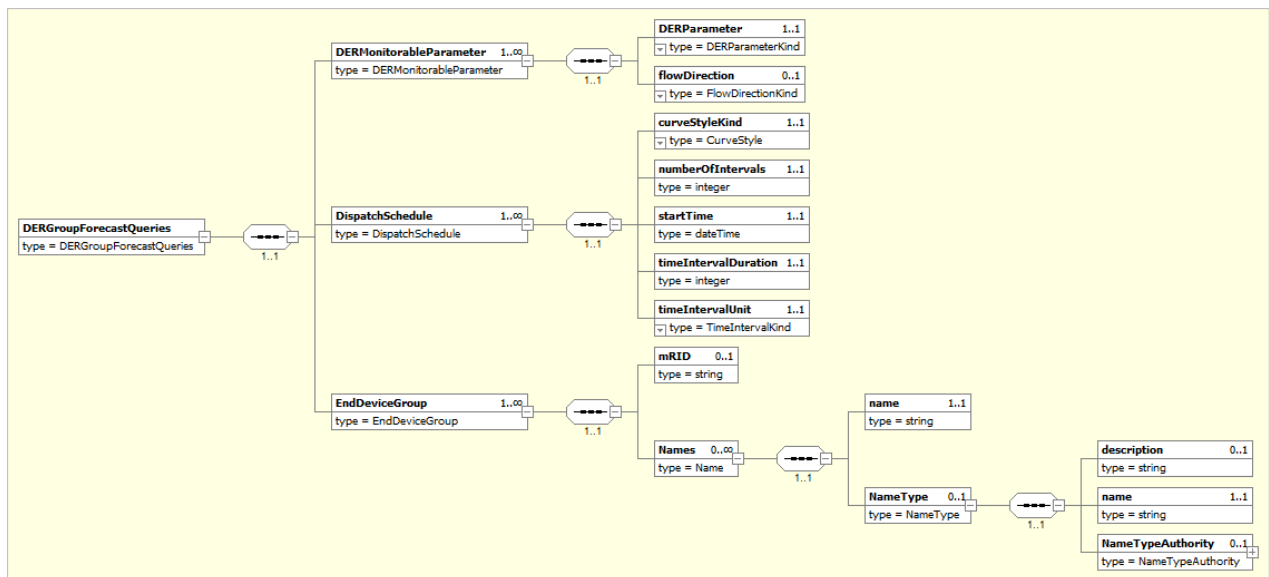 DERGroupForecastQueries
type = DERGroupForecastQueries
1..1
DERMonitorableParameter 1..∞
type = DERMonitorableParameter
1..1
DERParameter 1..1
type = DERParameterKind
flowDirection 0..1
type = FlowDirectionKind
DispatchSchedule 1..∞
type = DispatchSchedule
1..1
curveStyleKind 1..1
type = CurveStyle
numberOfIntervals 1..1
type = integer
startTime 1..1
type = dateTime
timeIntervalDuration 1..1
type = integer
timeIntervalUnit 1..1
type = TimeIntervalKind
EndDeviceGroup 1..∞
type = EndDeviceGroup
1..1
mRID 0..1
type = string
Names 0..∞
type = Name
1..1
name 1..1
type = string
NameType 0..1
type = NameType
1..1
description 0..1
type = string
name 1..1
type = string
NameTypeAuthority 0..1
type = NameTypeAuthority